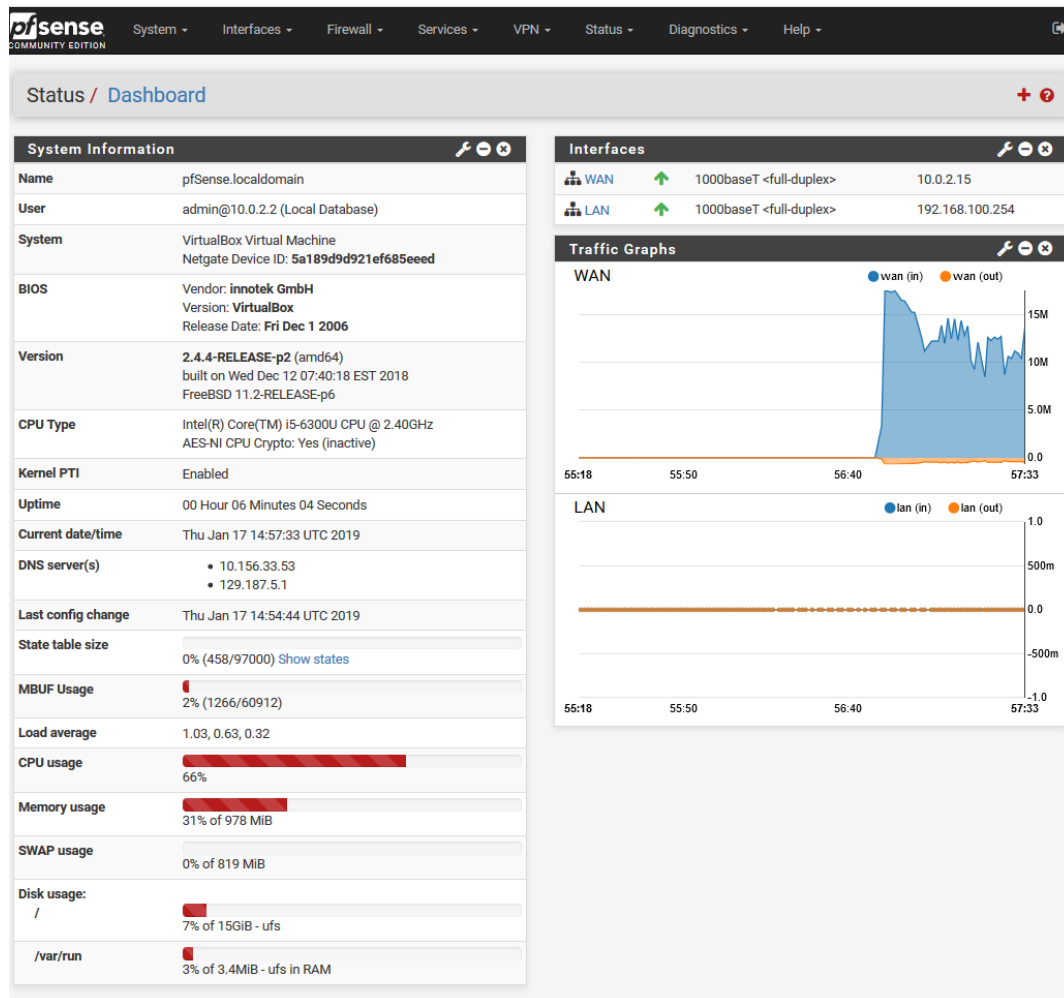 pfsense
COMMUNITY EDITION
System Interfaces Firewall Services VPN Status Diagnostics Help
Status / Dashboard
System Information
Name pfSense.localdomain
User admin@10.0.2.2 (Local Database)
System VirtualBox Virtual Machine
Netgate Device ID: 5a189d9d921ef685eeed
BIOS Vendor: innotek GmbH
Version: VirtualBox
Release Date: Fri Dec 1 2006
Version 2.4.4-RELEASE-p2 (amd64)
built on Wed Dec 12 07:40:18 EST 2018
FreeBSD 11.2-RELEASE-p6
CPU Type Intel(R) Core(TM) i5-6300U CPU @ 2.40GHz
AES-NI CPU Crypto: Yes (inactive)
Kernel PTI Enabled
Uptime 00 Hour 06 Minutes 04 Seconds
Current date/time Thu Jan 17 14:57:33 UTC 2019
DNS server(s) • 10.156.33.53
• 129.187.5.1
Last config change Thu Jan 17 14:54:44 UTC 2019
State table size
0% (458/97000) Show states
MBUF Usage
2% (1266/60912)
Load average 1.03, 0.63, 0.32
CPU usage
66%
Memory usage
31% of 978 MiB
SWAP usage
0% of 819 MiB
Disk usage:
/
7% of 15GiB - ufs
/var/run
3% of 3.4MiB - ufs in RAM
Interfaces
WAN 1000baseT <full-duplex> 10.0.2.15
LAN 1000baseT <full-duplex> 192.168.100.254
Traffic Graphs
WAN wan (in) wan (out)
15M
10M
5.0M
0.0
55:18 55:50 56:40 57:33
LAN lan (in) lan (out)
1.0
500m
0.0
-500m
-1.0
55:18 55:50 56:40 57:33